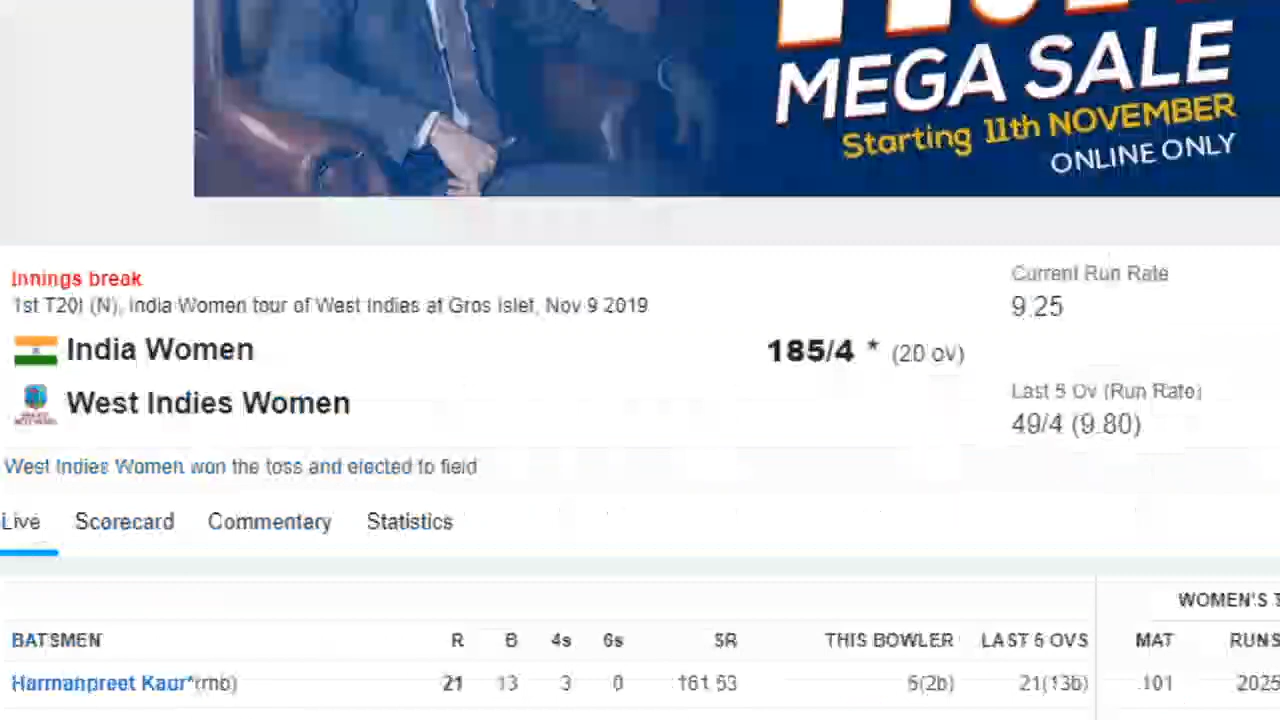 MEGA SALE
Starting 11th NOVEMBER
ONLINE ONLY
Innings break
1st T20I (N), India Women tour of West Indies at Gros Islet, Nov 9 2019
Current Run Rate
9.25
India Women 185/4 * (20 ov)
West Indies Women
Last 5 Ov (Run Rate)
49/4 (9.80)
West Indies Women won the toss and elected to field
Live Scorecard Commentary Statistics
WOMEN'S
BATSMEN R B 4s 6s SR THIS BOWLER LAST 5 OVS MAT RUNS
Harmanpreet Kaur*(rhb) 21 13 3 0 161.53 5(2b) 21(13b) 101 2025